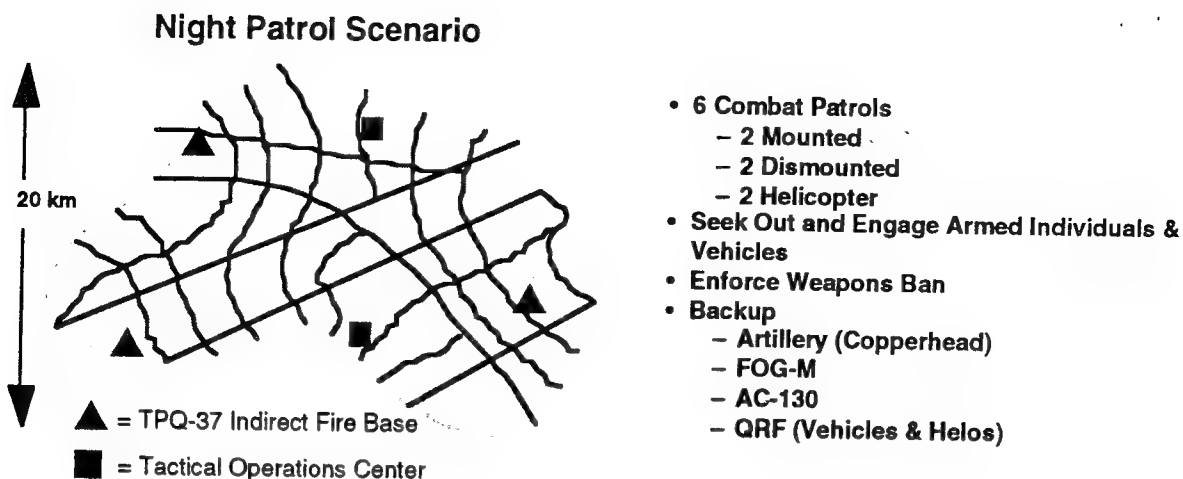 Night Patrol Scenario
20 km
▲ = TPQ-37 Indirect Fire Base
■ = Tactical Operations Center
• 6 Combat Patrols
– 2 Mounted
– 2 Dismounted
– 2 Helicopter
• Seek Out and Engage Armed Individuals &
Vehicles
• Enforce Weapons Ban
• Backup
– Artillery (Copperhead)
– FOG-M
– AC-130
– QRF (Vehicles & Helos)